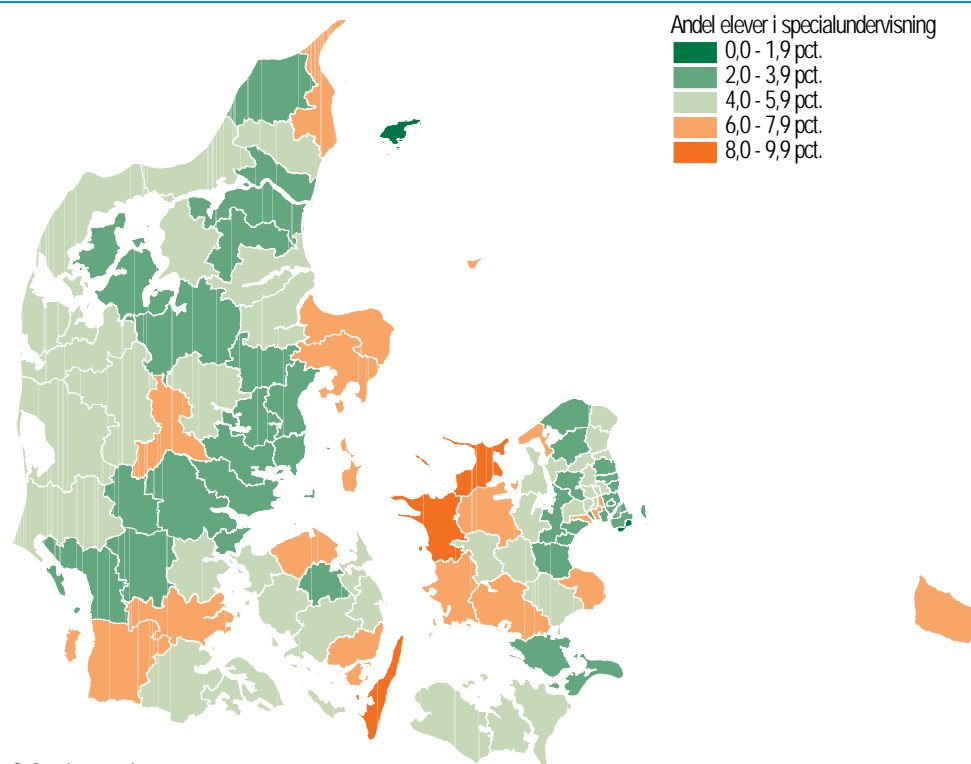 Andel elever i specialundervisning
0,0 - 1,9 pct.
2,0 - 3,9 pct.
4,0 - 5,9 pct.
6,0 - 7,9 pct.
8,0 - 9,9 pct.